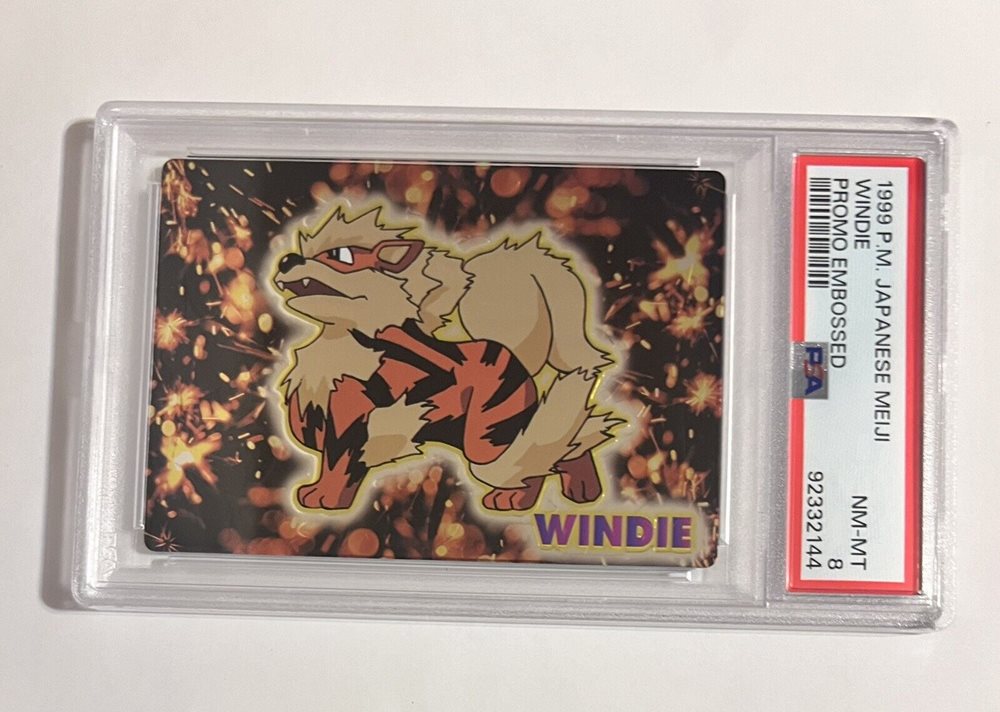 WINDIE
1999 P.M. JAPANESE MEIJI
WINDIE NM-MT
PROMO EMBOSSED 8
92332144
PSA